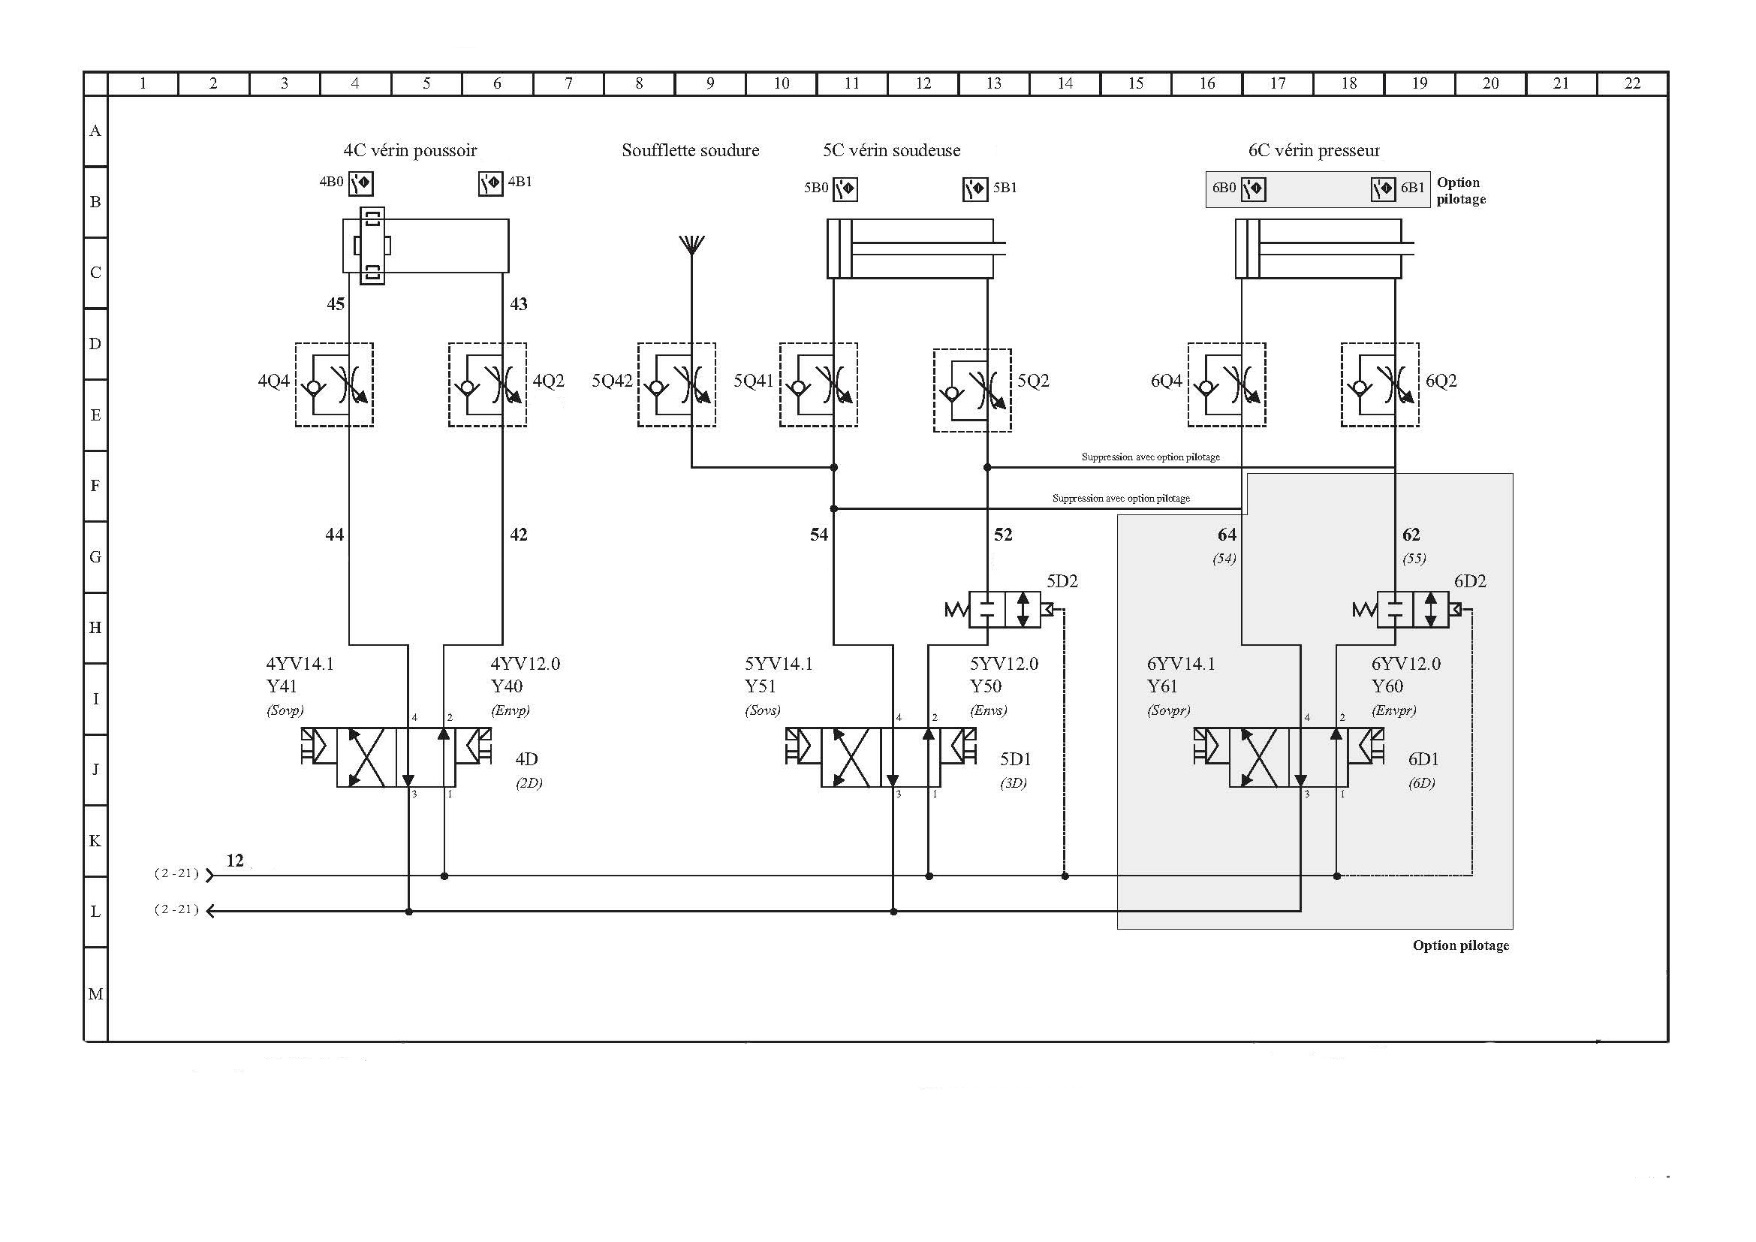 1 2 3 4 5 6 7 8 9 10 11 12 13 14 15 16 17 18 19 20 21 22
A
4C vérin poussoir Soufflette soudure 5C vérin soudeuse 6C vérin presseur
B
4B0 4B1 5B0 5B1 6B0 6B1 Option
pilotage
C
45 43
D
4Q4 4Q2 5Q42 5Q41 5Q2 6Q4 6Q2
E
Suppression avec option pilotage
F
Suppression avec option pilotage
44 42 54 52 64 62
G
(54) (55)
5D2 6D2
H
4YV14.1 4YV12.0 5YV14.1 5YV12.0 6YV14.1 6YV12.0
Y41 Y40 Y51 Y50 Y61 Y60
I
(Sovp) (Envp) (Sovs) (Envs) (Sovpr) (Envpr)
4 2 4 2 4 2
4D 5D1 6D1
J
(2D) (3D) (6D)
3 1 3 1 3 1
K
12
(2-21)
L
(2-21)
Option pilotage
M